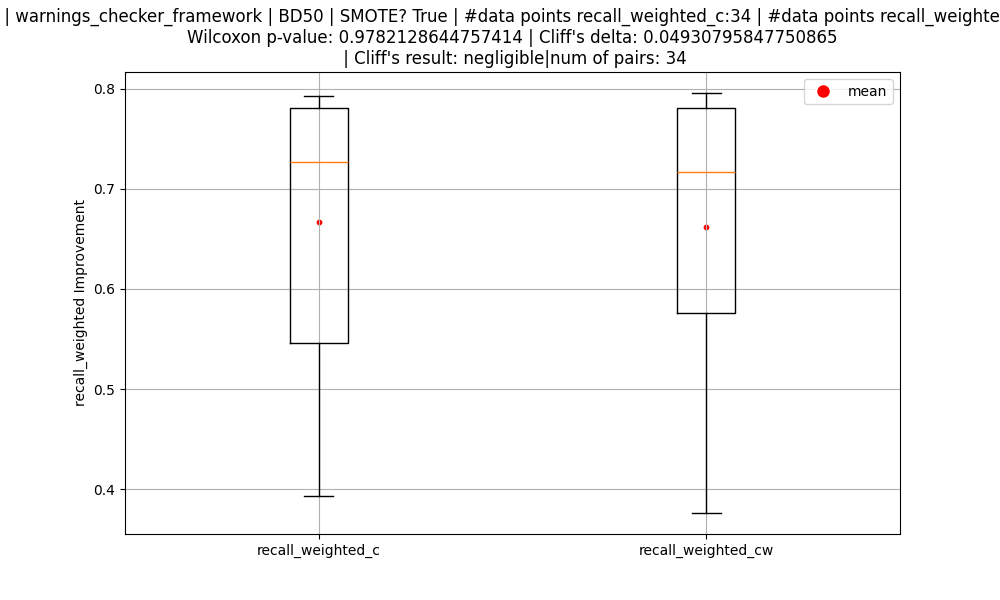 | warnings_checker_framework | BD50 | SMOTE? True | #data points recall_weighted_c:34 | #data points recall_weighte
Wilcoxon p-value: 0.9782128644757414 | Cliff's delta: 0.04930795847750865
| Cliff's result: negligible|num of pairs: 34
mean
0.8
0.7
0.6
0.5
0.4
recall_weighted Improvement
recall_weighted_c
recall_weighted_cw